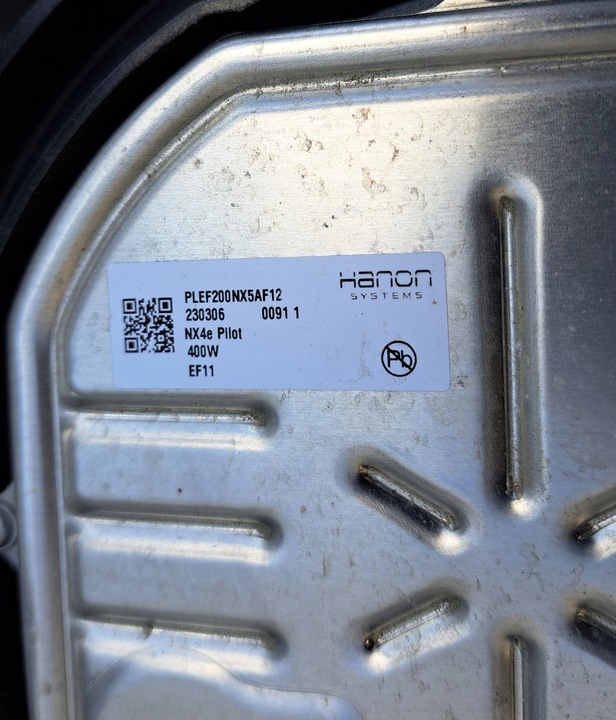 PLEF200NX5AF12
230306 0091 1
NX4e Pilot
400W
EF11
Hanon
SYSTEMS
Pb